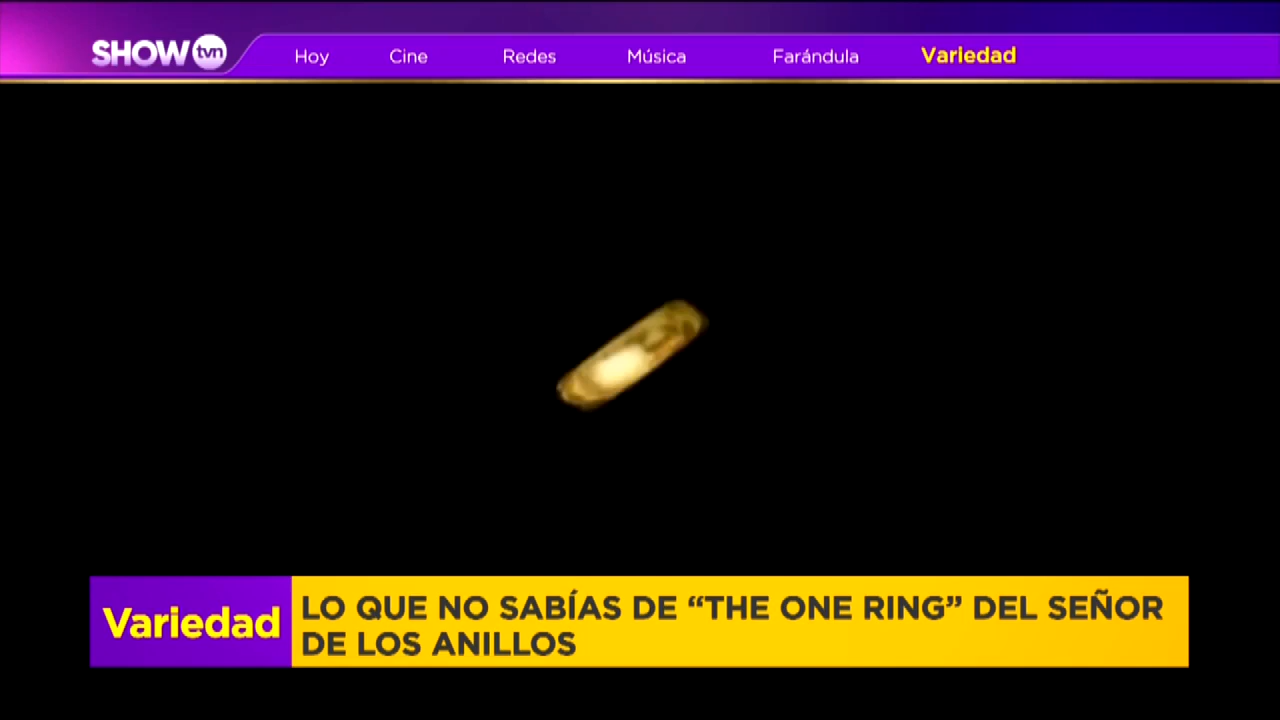 SHOW tvn
Hoy Cine Redes Música Farándula Variedad
Variedad
LO QUE NO SABÍAS DE “THE ONE RING” DEL SEÑOR
DE LOS ANILLOS